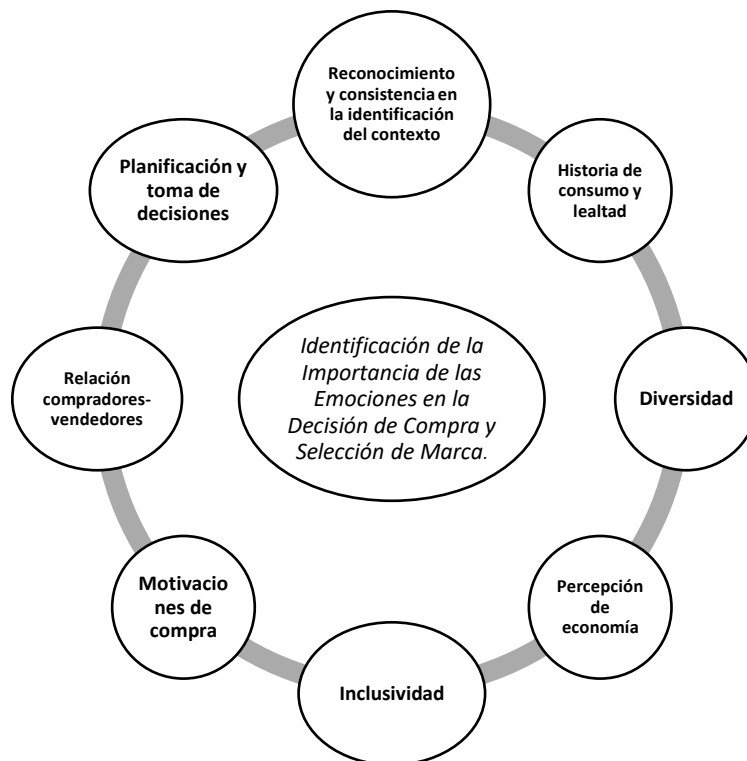 Reconocimiento
y consistencia en
la identificación
del contexto
Historia de
consumo y
lealtad
Diversidad
Percepción
de
economía
Inclusividad
Motivacio
nes de
compra
Relación
compradores-
vendedores
Planificación y
toma de
decisiones
Identificación de la
Importancia de las
Emociones en la
Decisión de Compra y
Selección de Marca.